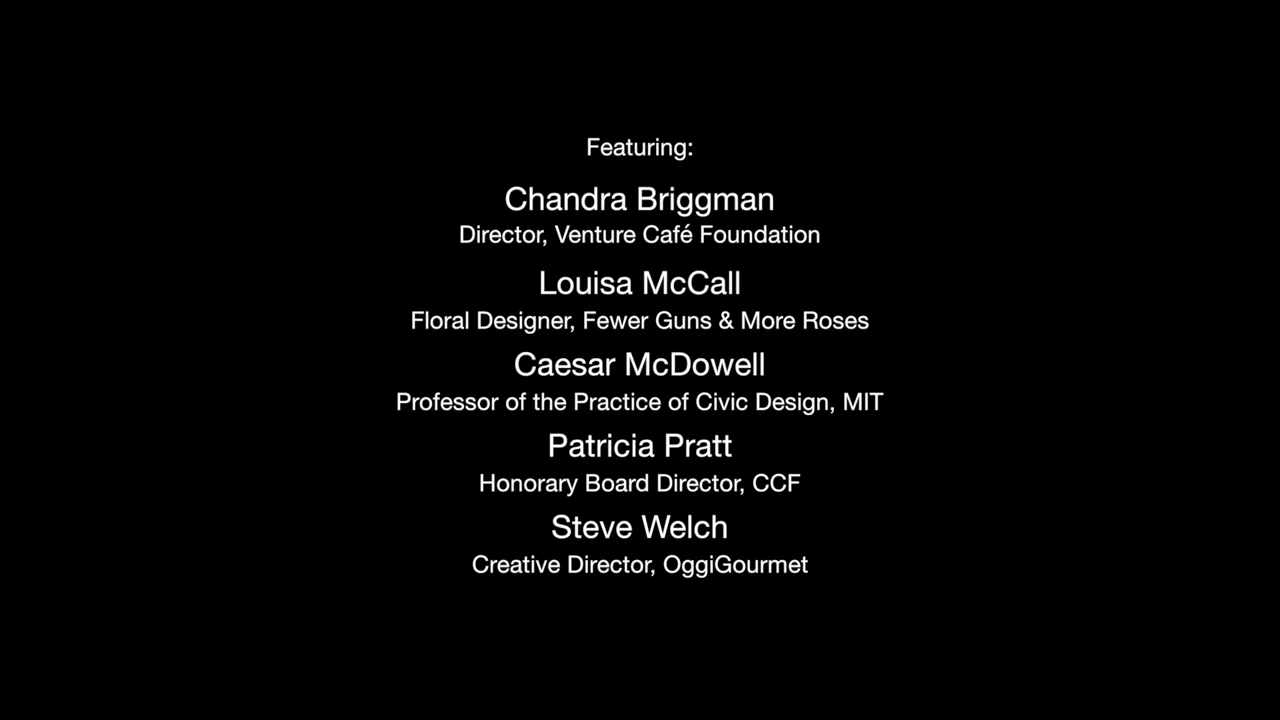 Featuring:
Chandra Briggman
Director, Venture Café Foundation
Louisa McCall
Floral Designer, Fewer Guns & More Roses
Caesar McDowell
Professor of the Practice of Civic Design, MIT
Patricia Pratt
Honorary Board Director, CCF
Steve Welch
Creative Director, OggiGourmet